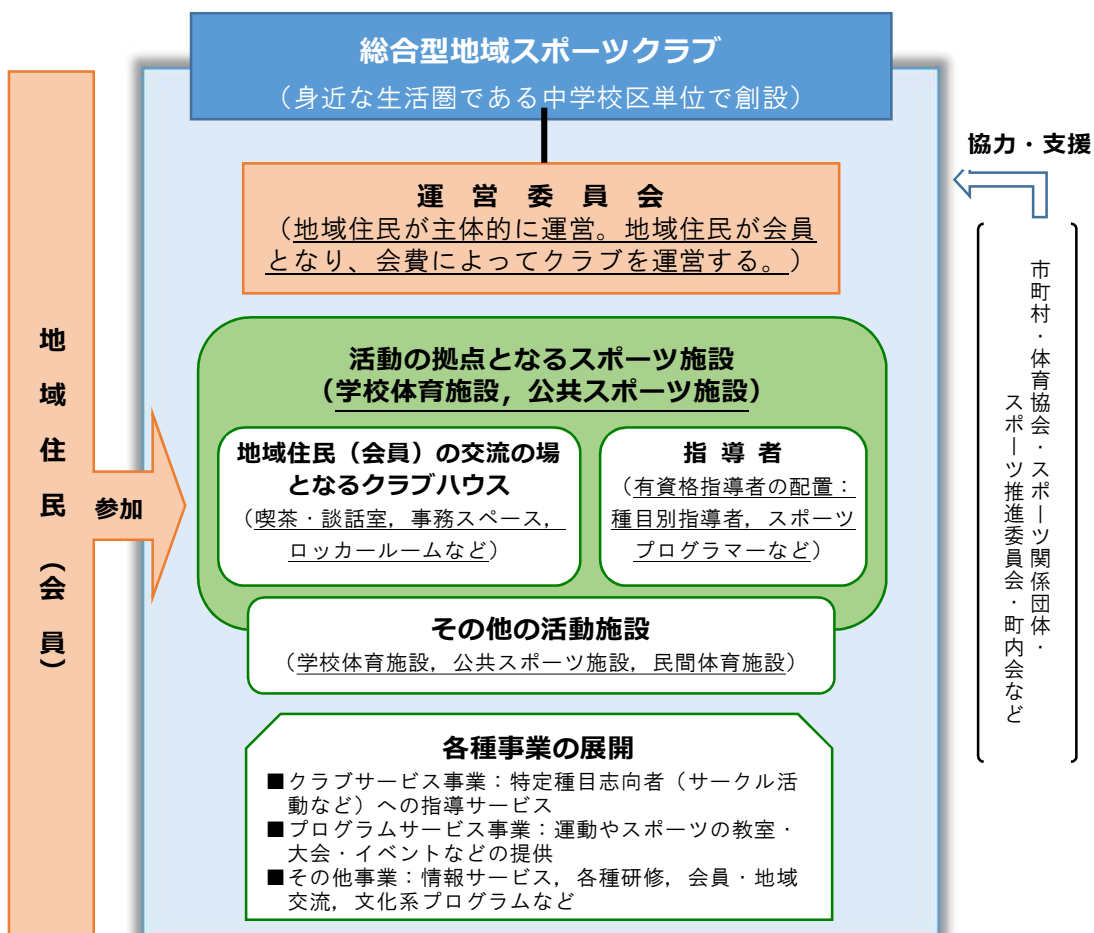 総合型地域スポーツクラブ
（身近な生活圏である中学校区単位で創設）
運営委員会
（地域住民が主体的に運営。地域住民が会員
となり、会費によってクラブを運営する。）
活動の拠点となるスポーツ施設
（学校体育施設，公共スポーツ施設）
地域住民（会員）の交流の場
となるクラブハウス
（喫茶・談話室，事務スペース，
ロッカールームなど）
指導者
（有資格指導者の配置：
種目別指導者，スポーツ
プログラマーなど）
その他の活動施設
（学校体育施設，公共スポーツ施設，民間体育施設）
各種事業の展開
■クラブサービス事業：特定種目志向者（サークル活
動など）への指導サービス
■プログラムサービス事業：運動やスポーツの教室・
大会・イベントなどの提供
■その他事業：情報サービス，各種研修，会員・地域
交流，文化系プログラムなど
地域住民（会員）
参加
協力・支援
市町村・体育協会・スポーツ関係団体・
スポーツ推進委員会・町内会など